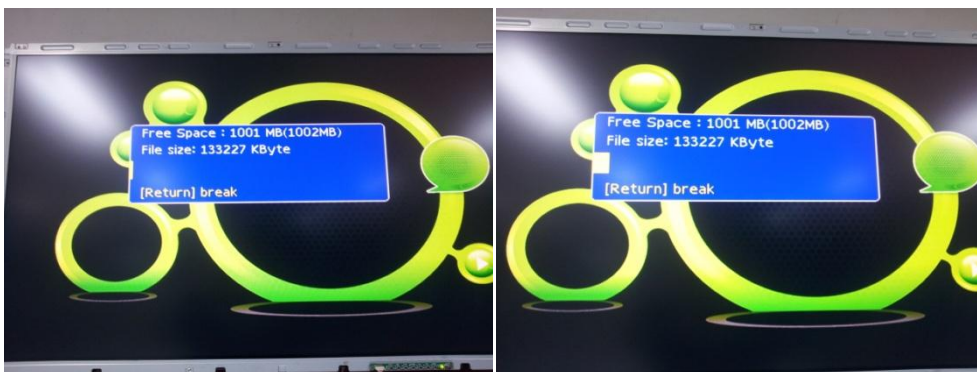 Free Space : 1001 MB(1002MB)
File size: 133227 KByte
[Return] break
Free Space : 1001 MB(1002MB)
File size: 133227 KByte
[Return] break